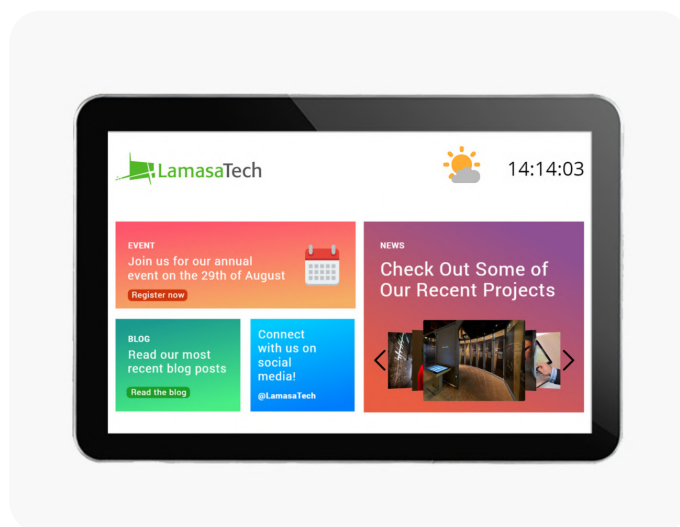 LamasaTech
14:14:03
EVENT
Join us for our annual
event on the 29th of August
Register now
NEWS
Check Out Some of
Our Recent Projects
BLOG
Read our most
recent blog posts
Read the blog
Connect
with us on
social
media!
@LamasaTech